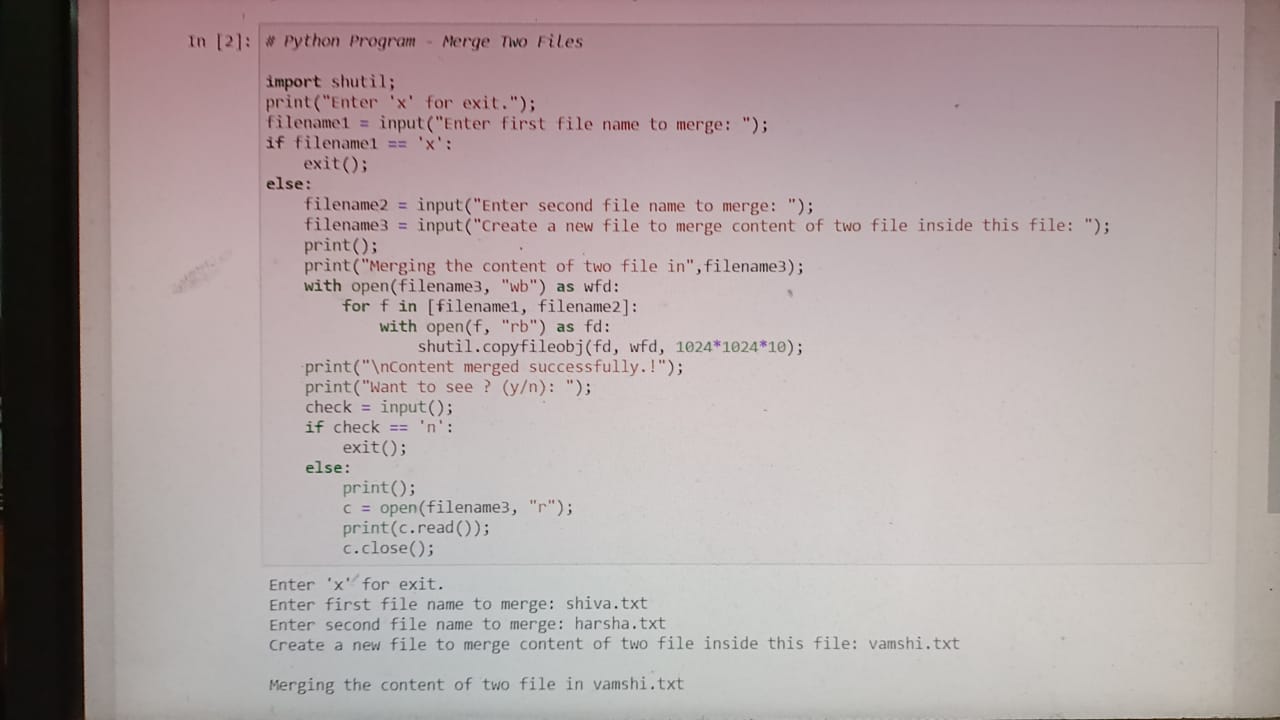 In [2]: # Python Program - Merge Two Files
import shutil;
print("Enter 'x' for exit.");
filename1 = input("Enter first file name to merge: ");
if filename1 == 'x':
    exit();
else:
    filename2 = input("Enter second file name to merge: ");
    filename3 = input("Create a new file to merge content of two file inside this file: ");
    print();
    print("Merging the content of two file in",filename3);
    with open(filename3, "wb") as wfd:
        for f in [filename1, filename2]:
            with open(f, "rb") as fd:
                shutil.copyfileobj(fd, wfd, 1024*1024*10);
    print("\nContent merged successfully.!");
    print("Want to see ? (y/n): ");
    check = input();
    if check == 'n':
        exit();
    else:
        print();
        c = open(filename3, "r");
        print(c.read());
        c.close();
Enter 'x' for exit.
Enter first file name to merge: shiva.txt
Enter second file name to merge: harsha.txt
Create a new file to merge content of two file inside this file: vamshi.txt
Merging the content of two file in vamshi.txt